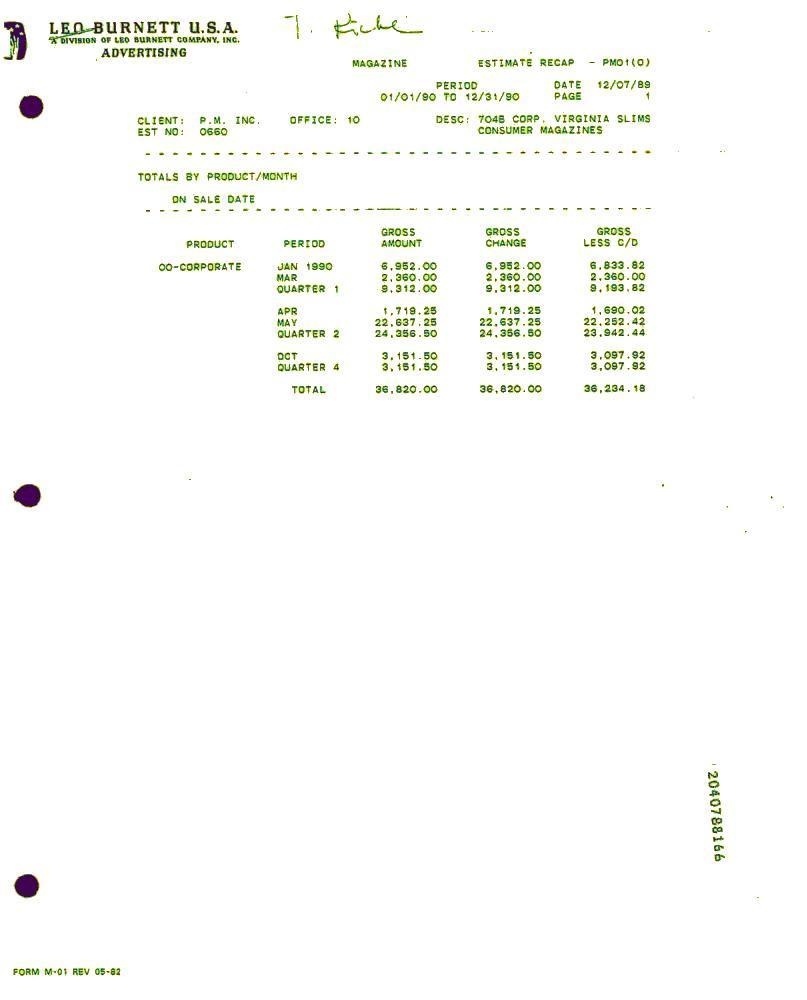 LEO BURNETT U.S.A.
A DIVISION OF LEO BURNETT COMPANY, INC.
ADVERTISING
MAGAZINE ESTIMATE RECAP - PM01(0)
PERIOD DATE 12/07/89
01/01/90 TO 12/31/90 PAGE 1
CLIENT: P.M. INC. OFFICE: 10 DESC: 704B CORP. VIRGINIA SLIMS
EST NO: 0660 CONSUMER MAGAZINES
TOTALS BY PRODUCT/MONTH
ON SALE DATE
GROSS GROSS GROSS
PRODUCT PERIOD AMOUNT CHANGE LESS C/D
00-CORPORATE JAN 1990 6,952.00 6,952.00 6,833.82
MAR 2,360.00 2,360.00 2,360.00
QUARTER 1 9,312.00 9,312.00 9,193.82
APR 1,719.25 1,719.25 1,690.02
MAY 22,637.25 22,637.25 22,252.42
QUARTER 2 24,356.50 24,356.50 23,942.44
OCT 3,151.50 3,151.50 3,097.92
QUARTER 4 3,151.50 3,151.50 3,097.92
TOTAL 36,820.00 36,820.00 36,234.18
2040788166
FORM M-01 REV 05-82